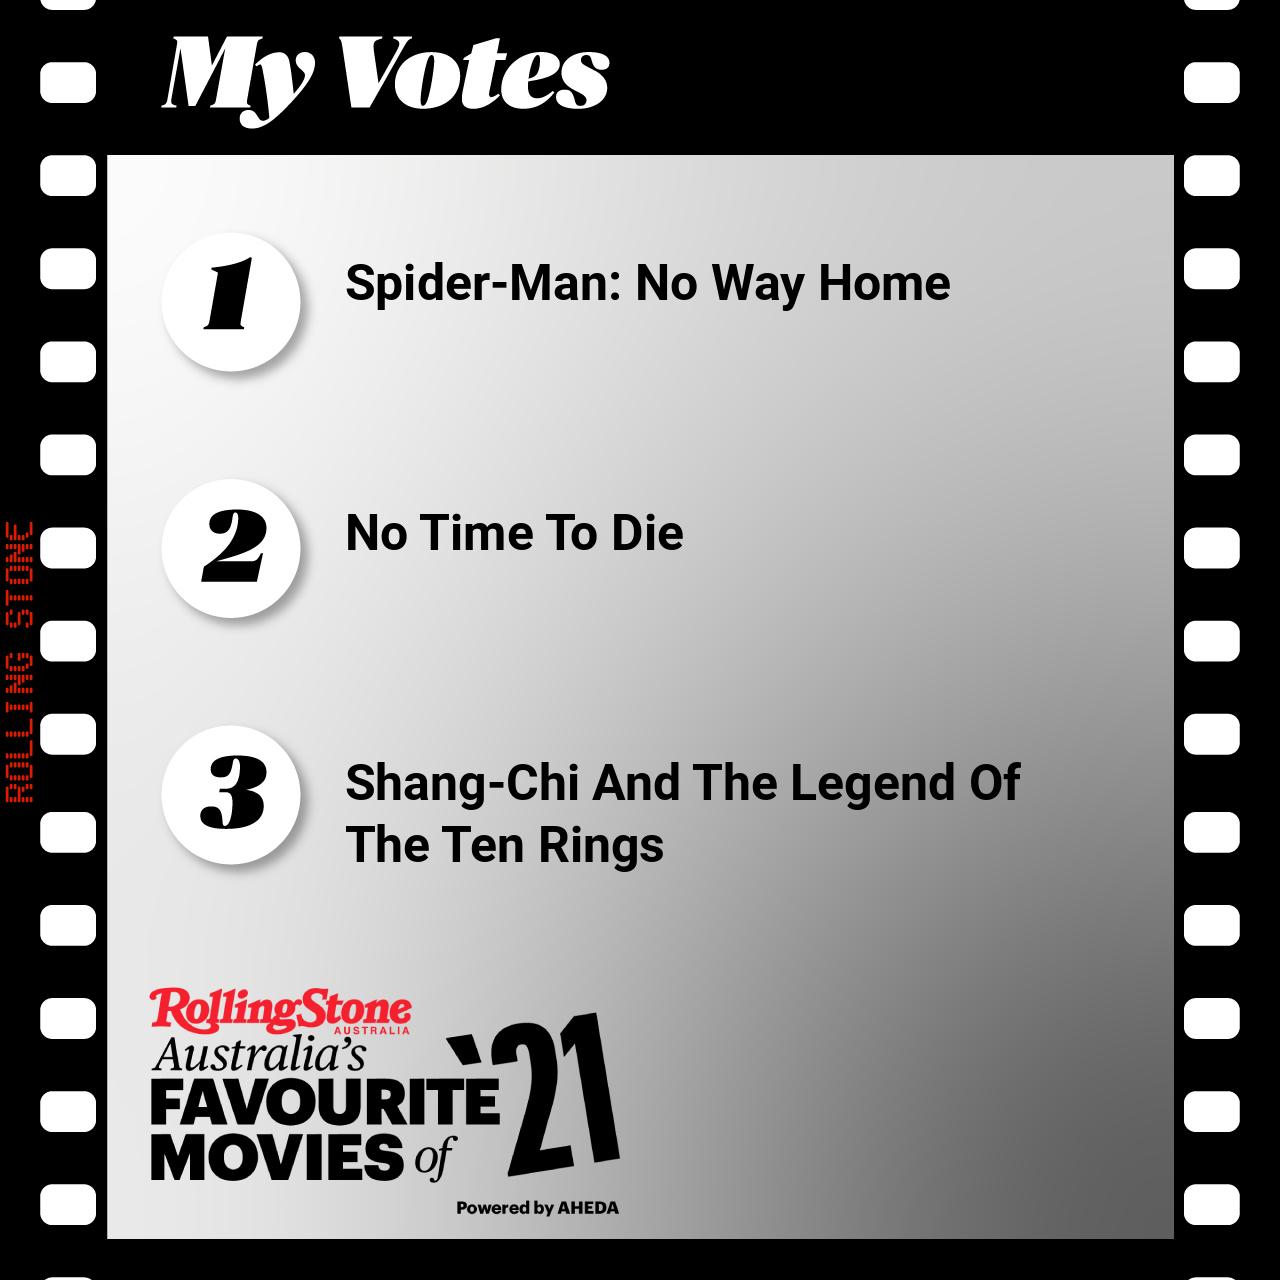 My Votes
1
Spider-Man: No Way Home
2
No Time To Die
3
Shang-Chi And The Legend Of
The Ten Rings
ROLLING STONE
RollingStone
AUSTRALIA
Australia's
FAVOURITE
MOVIES of
'21
Powered by AHEDA